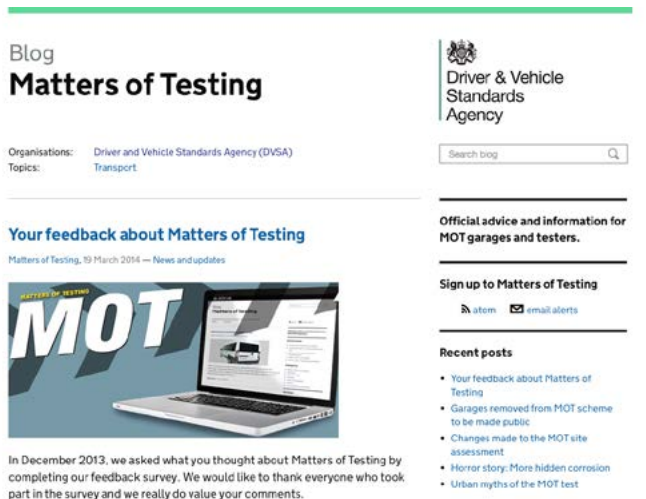 Blog
Matters of Testing
Driver & Vehicle
Standards
Agency
Organisations: Driver and Vehicle Standards Agency (DVSA)
Topics: Transport
Search blog
Official advice and information for
MOT garages and testers.
Your feedback about Matters of Testing
Matters of Testing, 19 March 2014 — News and updates
MATTERS OF TESTING
MOT
In December 2013, we asked what you thought about Matters of Testing by
completing our feedback survey. We would like to thank everyone who took
part in the survey and we really do value your comments.
Sign up to Matters of Testing
atom email alerts
Recent posts
• Your feedback about Matters of
Testing
• Garages removed from MOT scheme
to be made public
• Changes made to the MOT site
assessment
• Horror story: More hidden corrosion
• Urban myths of the MOT test